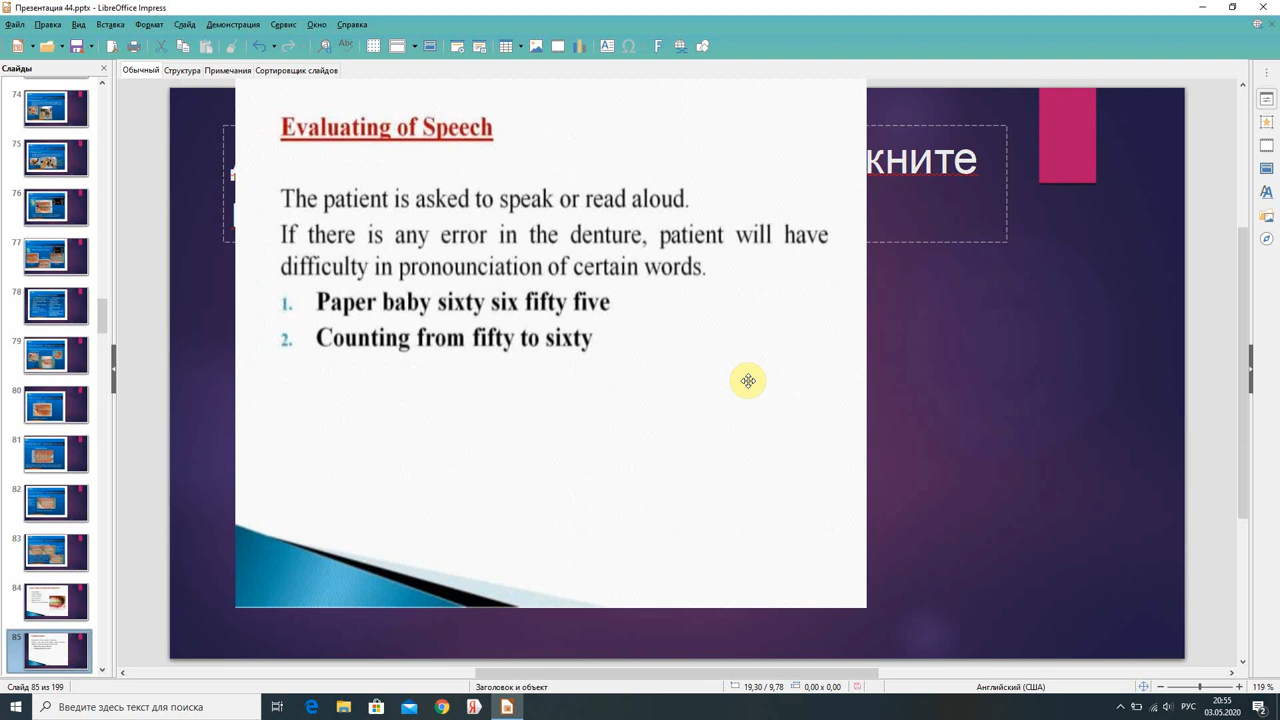 Презентация 44.pptx - LibreOffice Impress
Файл Правка Вид Вставка Формат Слайд Демонстрация Сервис Окно Справка
Слайды
Обычный Структура Примечания Сортировщик слайдов
74
75
76
77
78
79
80
81
82
83
84
85
кните
Evaluating of Speech
The patient is asked to speak or read aloud.
If there is any error in the denture, patient will have
difficulty in pronounciation of certain words.
1. Paper baby sixty six fifty five
2. Counting from fifty to sixty
Слайд 85 из 199 Заголовок и объект 19,30 / 9,78 0,00 x 0,00 Английский (США) 119 %
Введите здесь текст для поиска
РУС 20:55
03.05.2020
2